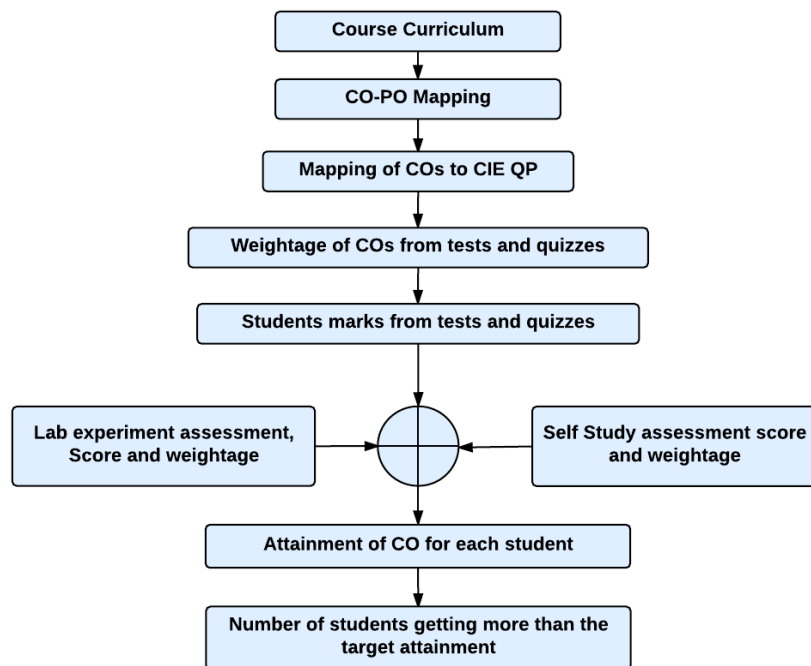 Course Curriculum
CO-PO Mapping
Mapping of COs to CIE QP
Weightage of COs from tests and quizzes
Students marks from tests and quizzes
Lab experiment assessment,
Score and weightage
Self Study assessment score
and weightage
Attainment of CO for each student
Number of students getting more than the
target attainment